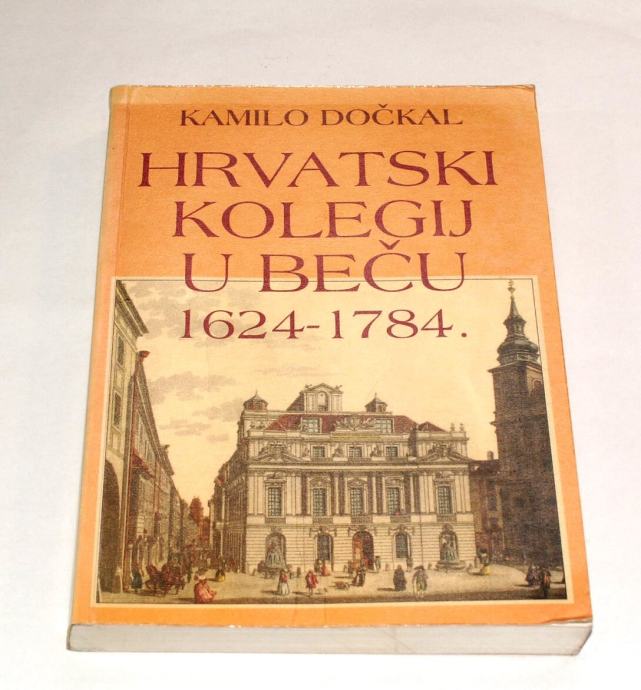 KAMILO DOČKAL
HRVATSKI
KOLEGIJ
U BEČU
1624-1784.